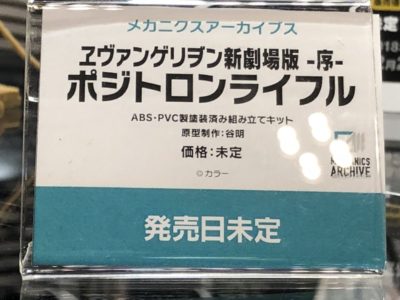 メカニクスアーカイブス
ヱヴァンゲリヲン新劇場版 -序-
ポジトロンライフル
ABS・PVC製塗装済み組み立てキット
原型制作：谷明
価格：未定
©カラー
ARCHIVE
発売日未定